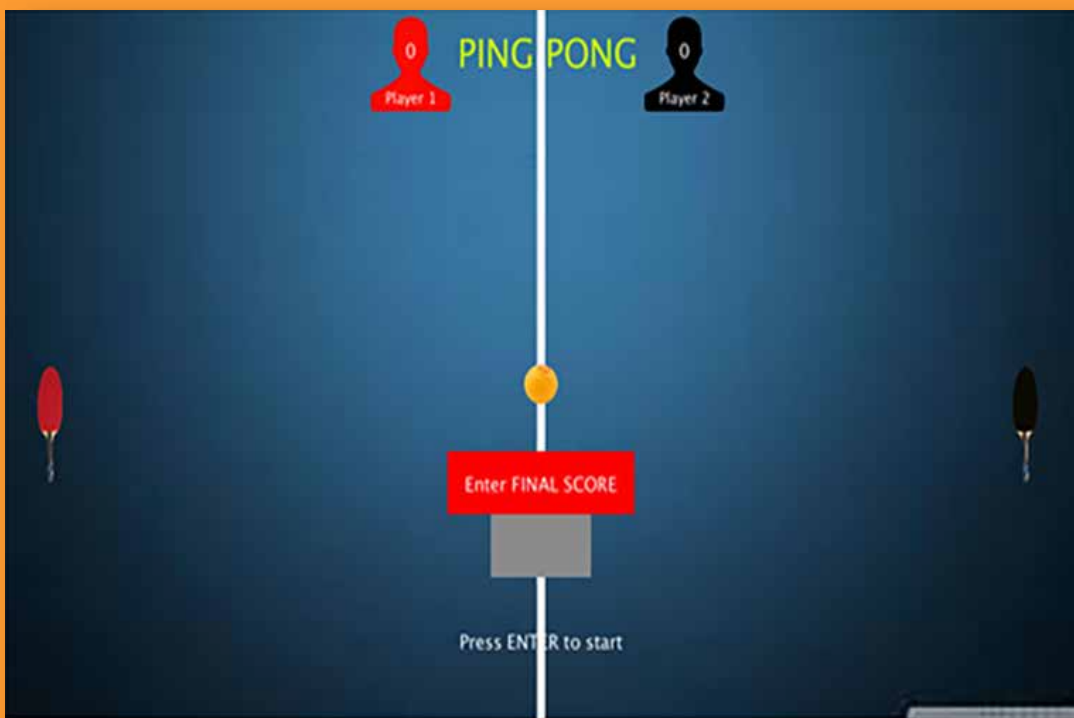 0
Player 1
PING PONG
0
Player 2
Enter FINAL SCORE
Press ENTER to start